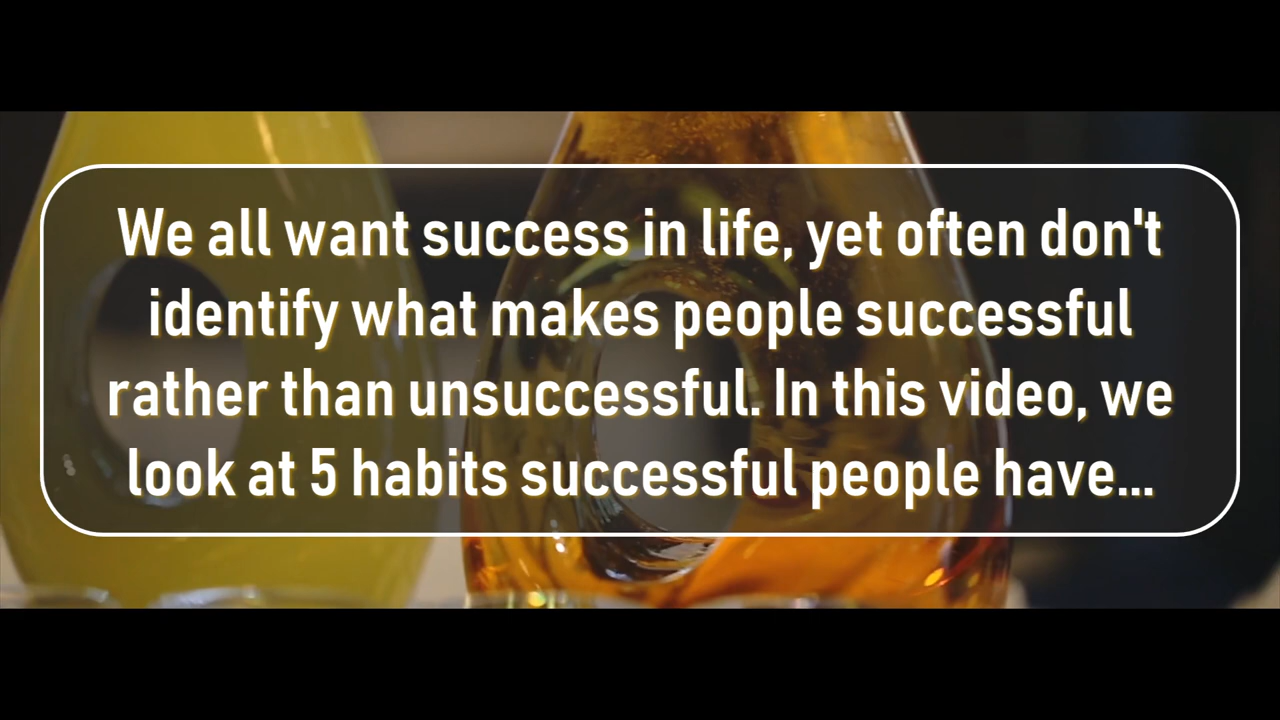 We all want success in life, yet often don't
identify what makes people successful
rather than unsuccessful. In this video, we
look at 5 habits successful people have...